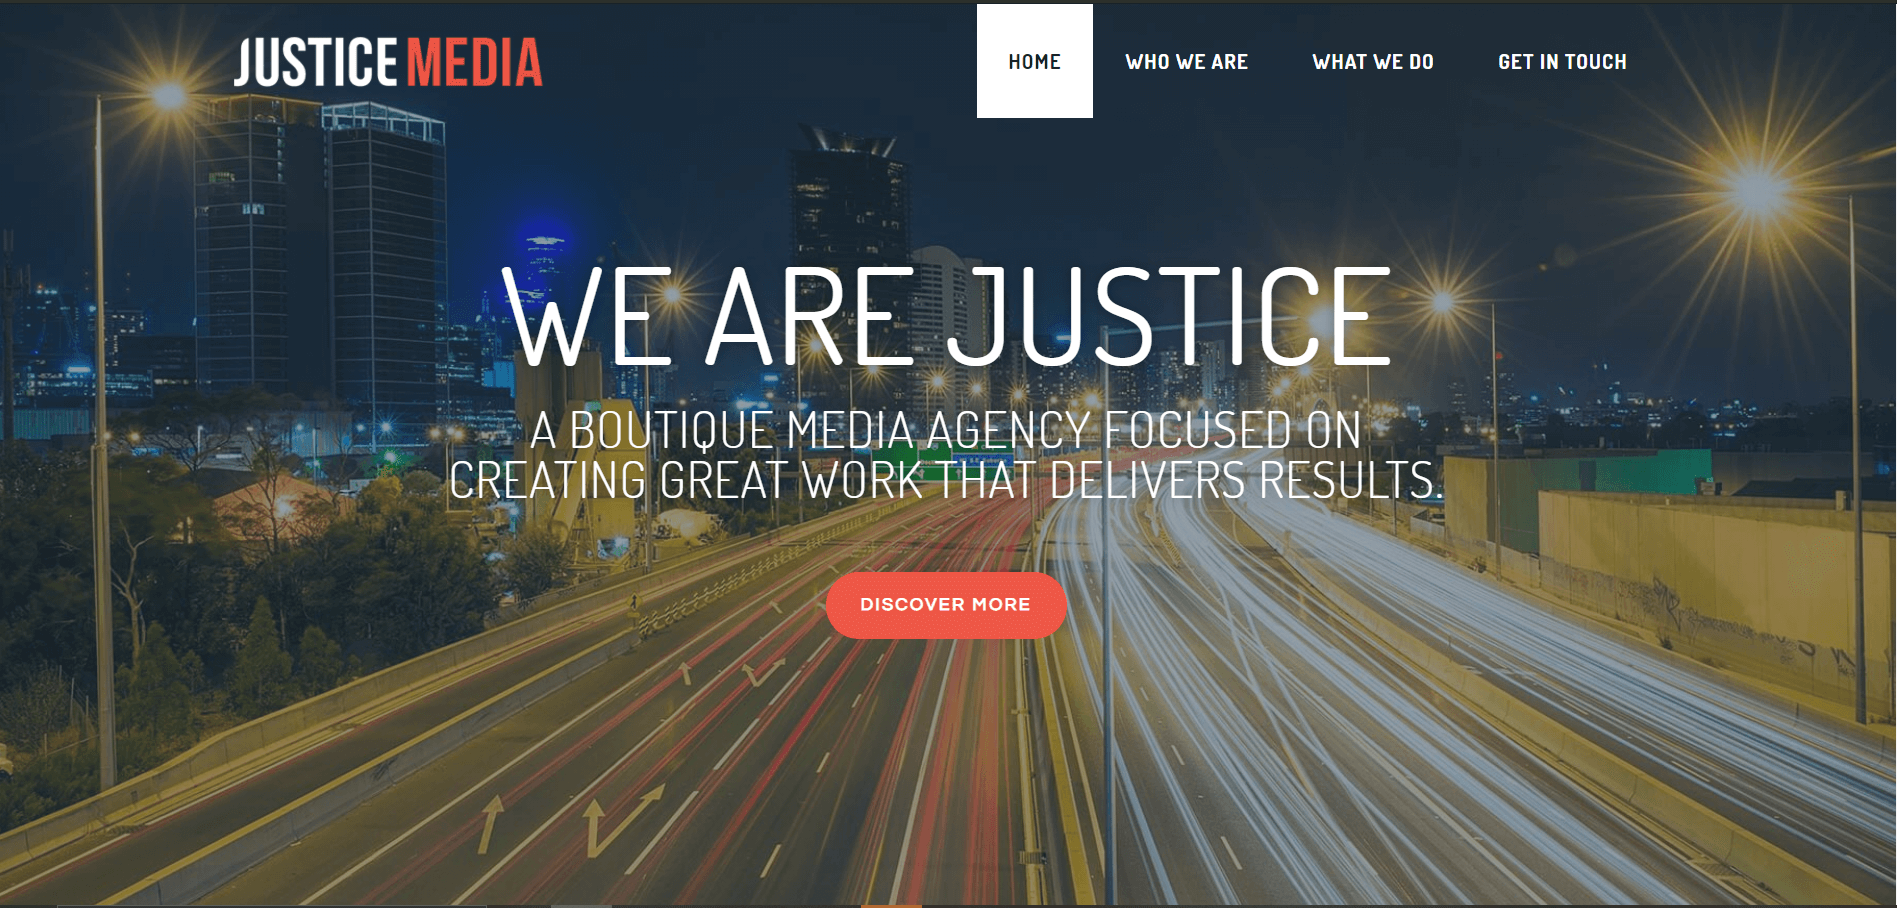 JUSTICE MEDIA
HOME
WHO WE ARE
WHAT WE DO
GET IN TOUCH
WE ARE JUSTICE
A BOUTIQUE MEDIA AGENCY FOCUSED ON
CREATING GREAT WORK THAT DELIVERS RESULTS.
DISCOVER MORE